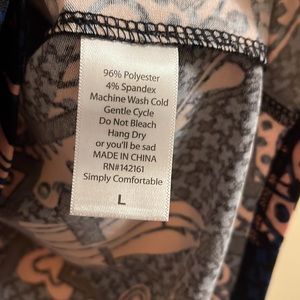 96% Polyester
4% Spandex
Machine Wash Cold
Gentle Cycle
Do Not Bleach
Hang Dry
or you'll be sad
MADE IN CHINA
RN#142161
Simply Comfortable
L